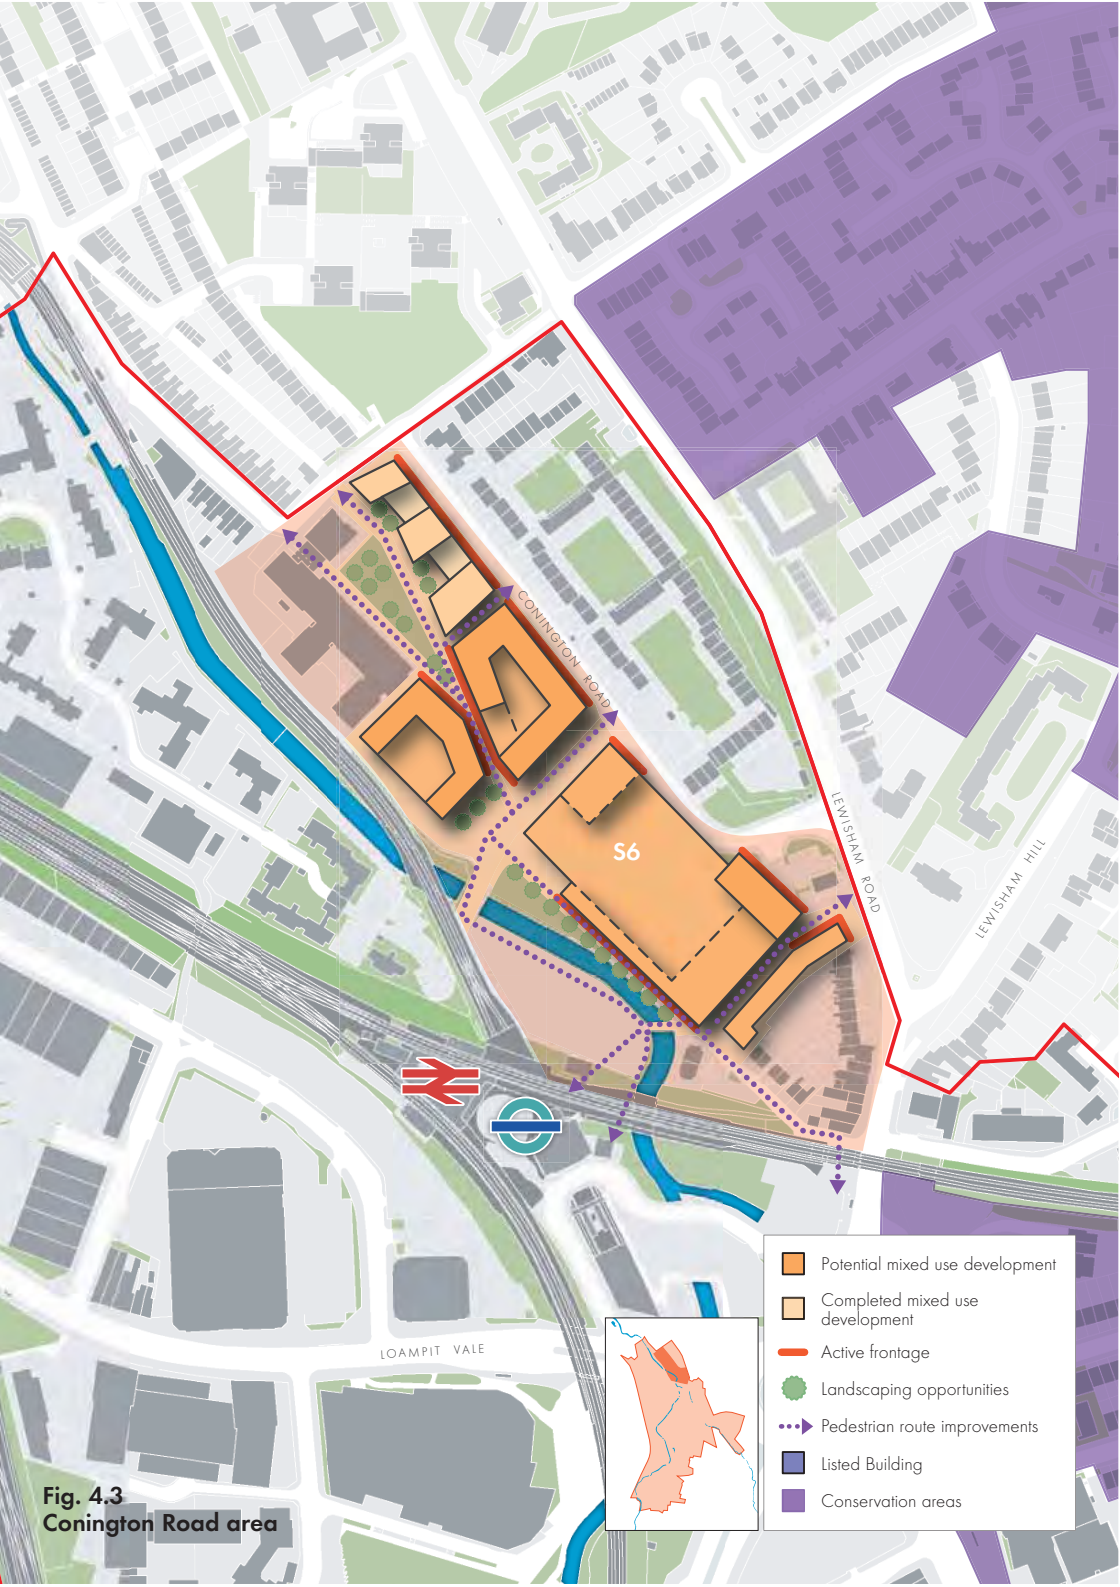 CONINGTON ROAD
S6
LEWISHAM ROAD
LEWISHAM HILL
LOAMPIT VALE
Potential mixed use development
Completed mixed use
development
Active frontage
Landscaping opportunities
Pedestrian route improvements
Listed Building
Conservation areas
Fig. 4.3
Conington Road area